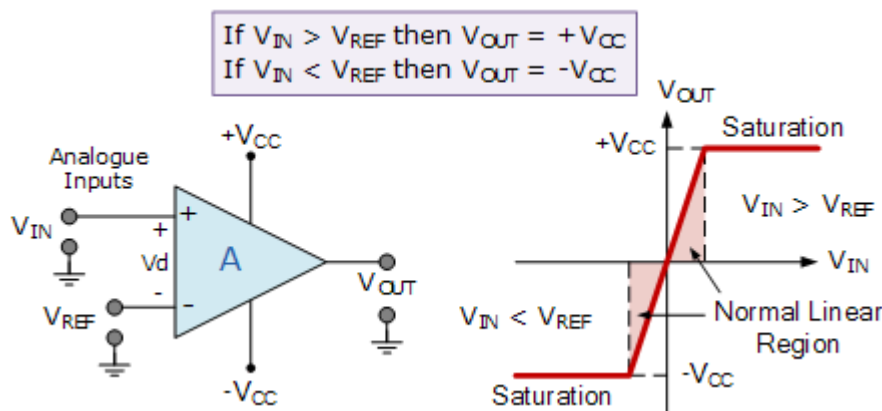 If VIN > VREF then VOUT = +VCC
If VIN < VREF then VOUT = -VCC
+VCC
Analogue
Inputs
VIN
+
+
Vd
A
-
-
VREF
VOUT
-VCC
VOUT
Saturation
+VCC
VIN > VREF
VIN
VIN < VREF
Normal Linear
Region
-VCC
Saturation